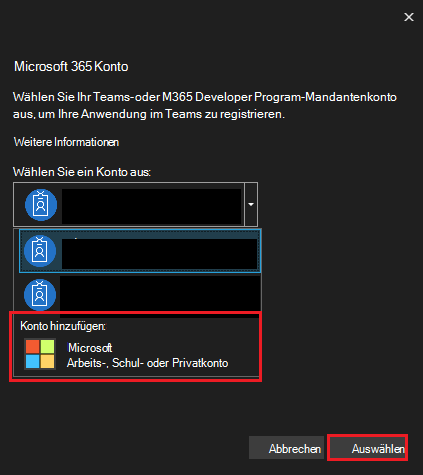 Microsoft 365 Konto
Wählen Sie Ihr Teams-oder M365 Developer Program-Mandantenkonto
aus, um Ihre Anwendung im Teams zu registrieren.
Weitere Informationen
Wählen Sie ein Konto aus:
Konto hinzufügen:
Microsoft
Arbeits-, Schul- oder Privatkonto
Abbrechen
Auswählen